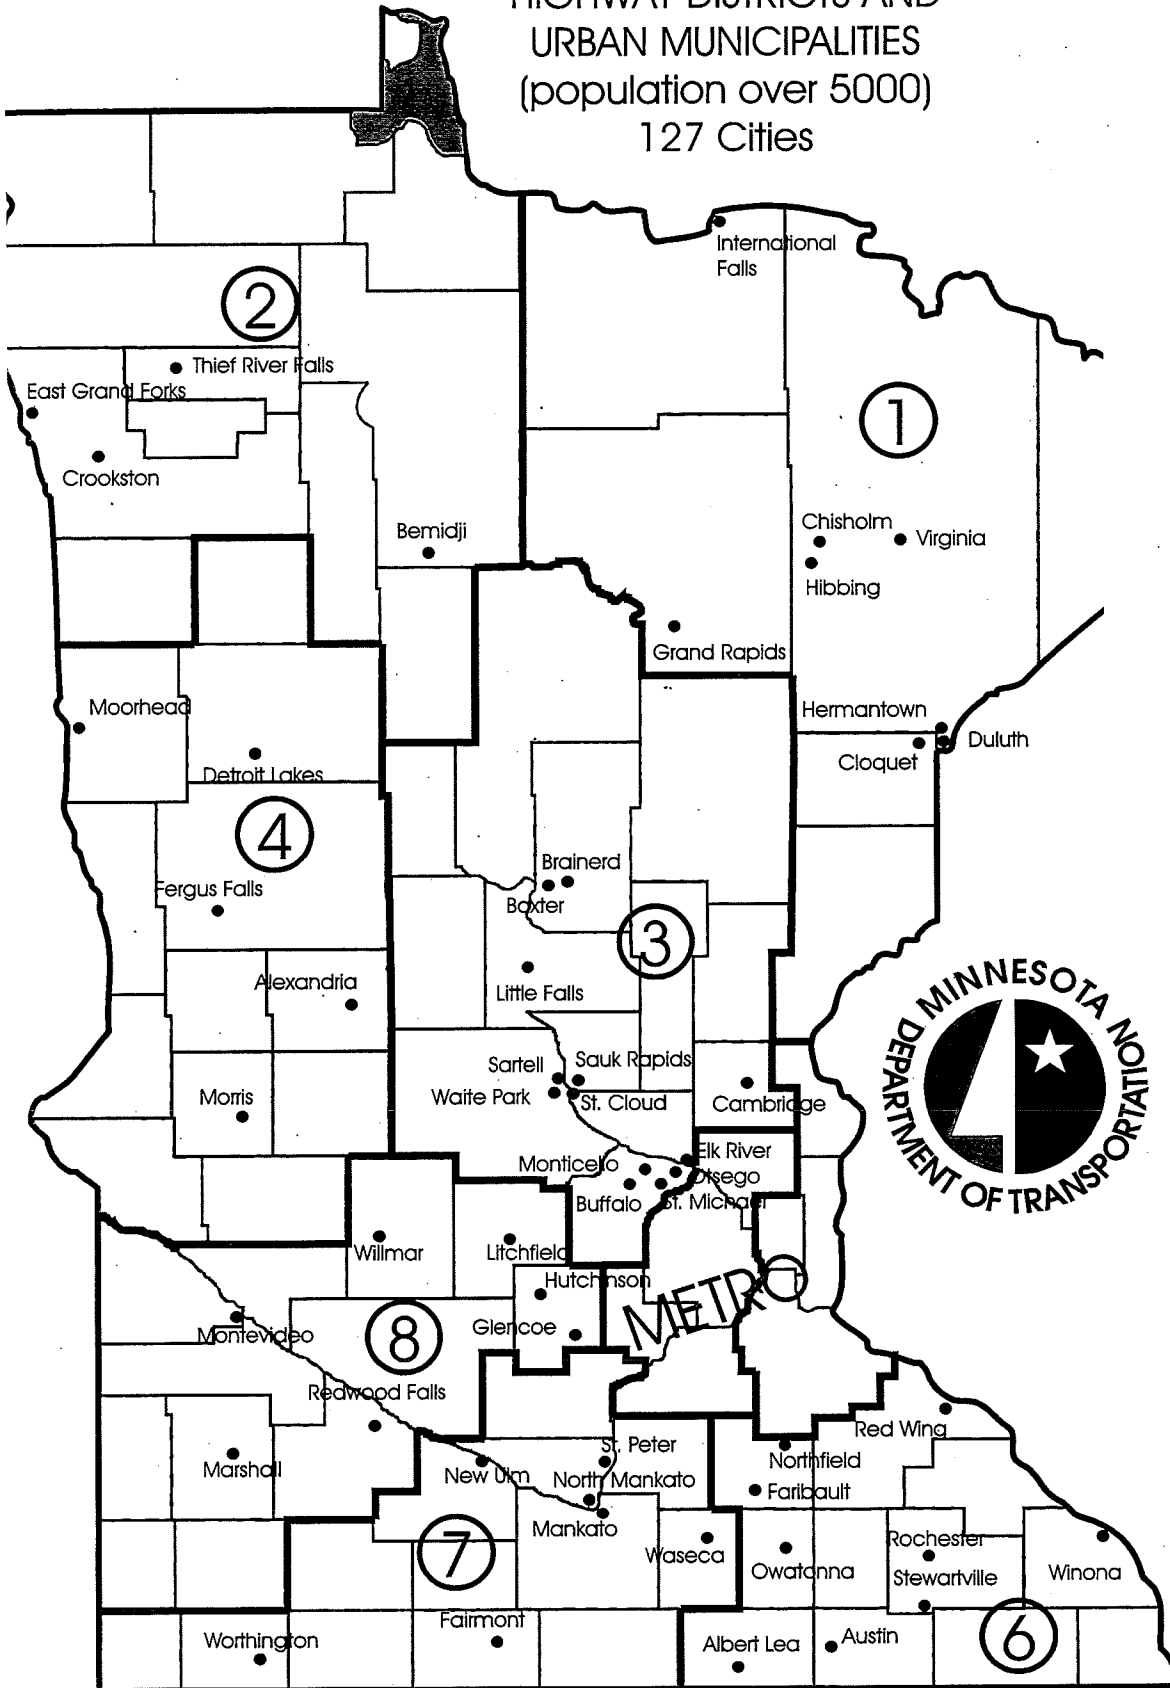 HIGHWAY DISTRICTS AND
URBAN MUNICIPALITIES
(population over 5000)
127 Cities
International
Falls
2
Thief River Falls
East Grand Forks
1
Crookston
Chisholm
Virginia
Bemidji
Hibbing
Grand Rapids
Moorhead
Hermantown
Duluth
Cloquet
Detroit Lakes
4
Brainerd
Fergus Falls
Baxter
3
Alexandria
Little Falls
MINNESOTA
DEPARTMENT OF TRANSPORTATION
Sartell
Sauk Rapids
Waite Park
St. Cloud
Morris
Cambridge
Elk River
Monticello
Otsego
Buffalo
St. Michael
Willmar
Litchfield
Hutchinson
METRO
Glencoe
Montevideo
8
Redwood Falls
Red Wing
St. Peter
Northfield
Marshall
New Ulm
North Mankato
Faribault
Mankato
7
Waseca
Rochester
Owatonna
Stewartville
Winona
Fairmont
Worthington
Albert Lea
Austin
6